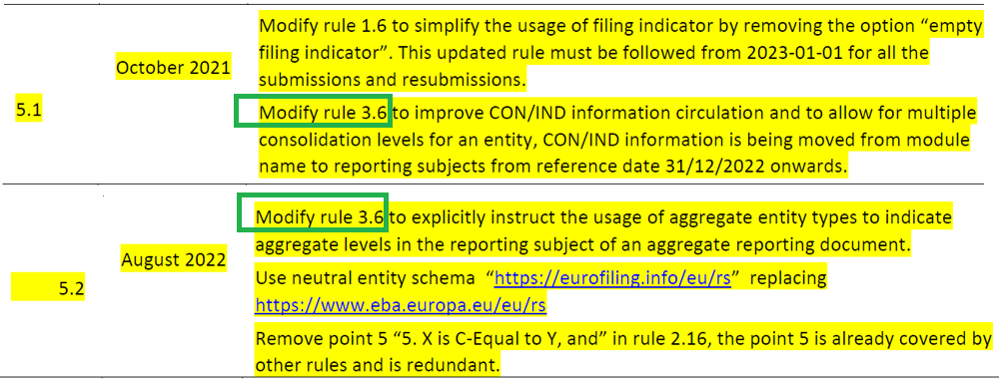 Modify rule 1.6 to simplify the usage of filing indicator by removing the option “empty
filing indicator”. This updated rule must be followed from 2023-01-01 for all the
submissions and resubmissions.
October 2021
5.1
Modify rule 3.6 to improve CON/IND information circulation and to allow for multiple
consolidation levels for an entity, CON/IND information is being moved from module
name to reporting subjects from reference date 31/12/2022 onwards.
Modify rule 3.6 to explicitly instruct the usage of aggregate entity types to indicate
aggregate levels in the reporting subject of an aggregate reporting document.
August 2022
5.2
Use neutral entity schema “https://eurofiling.info/eu/rs” replacing
https://www.eba.europa.eu/eu/rs
Remove point 5 “5. X is C-Equal to Y, and” in rule 2.16, the point 5 is already covered by
other rules and is redundant.